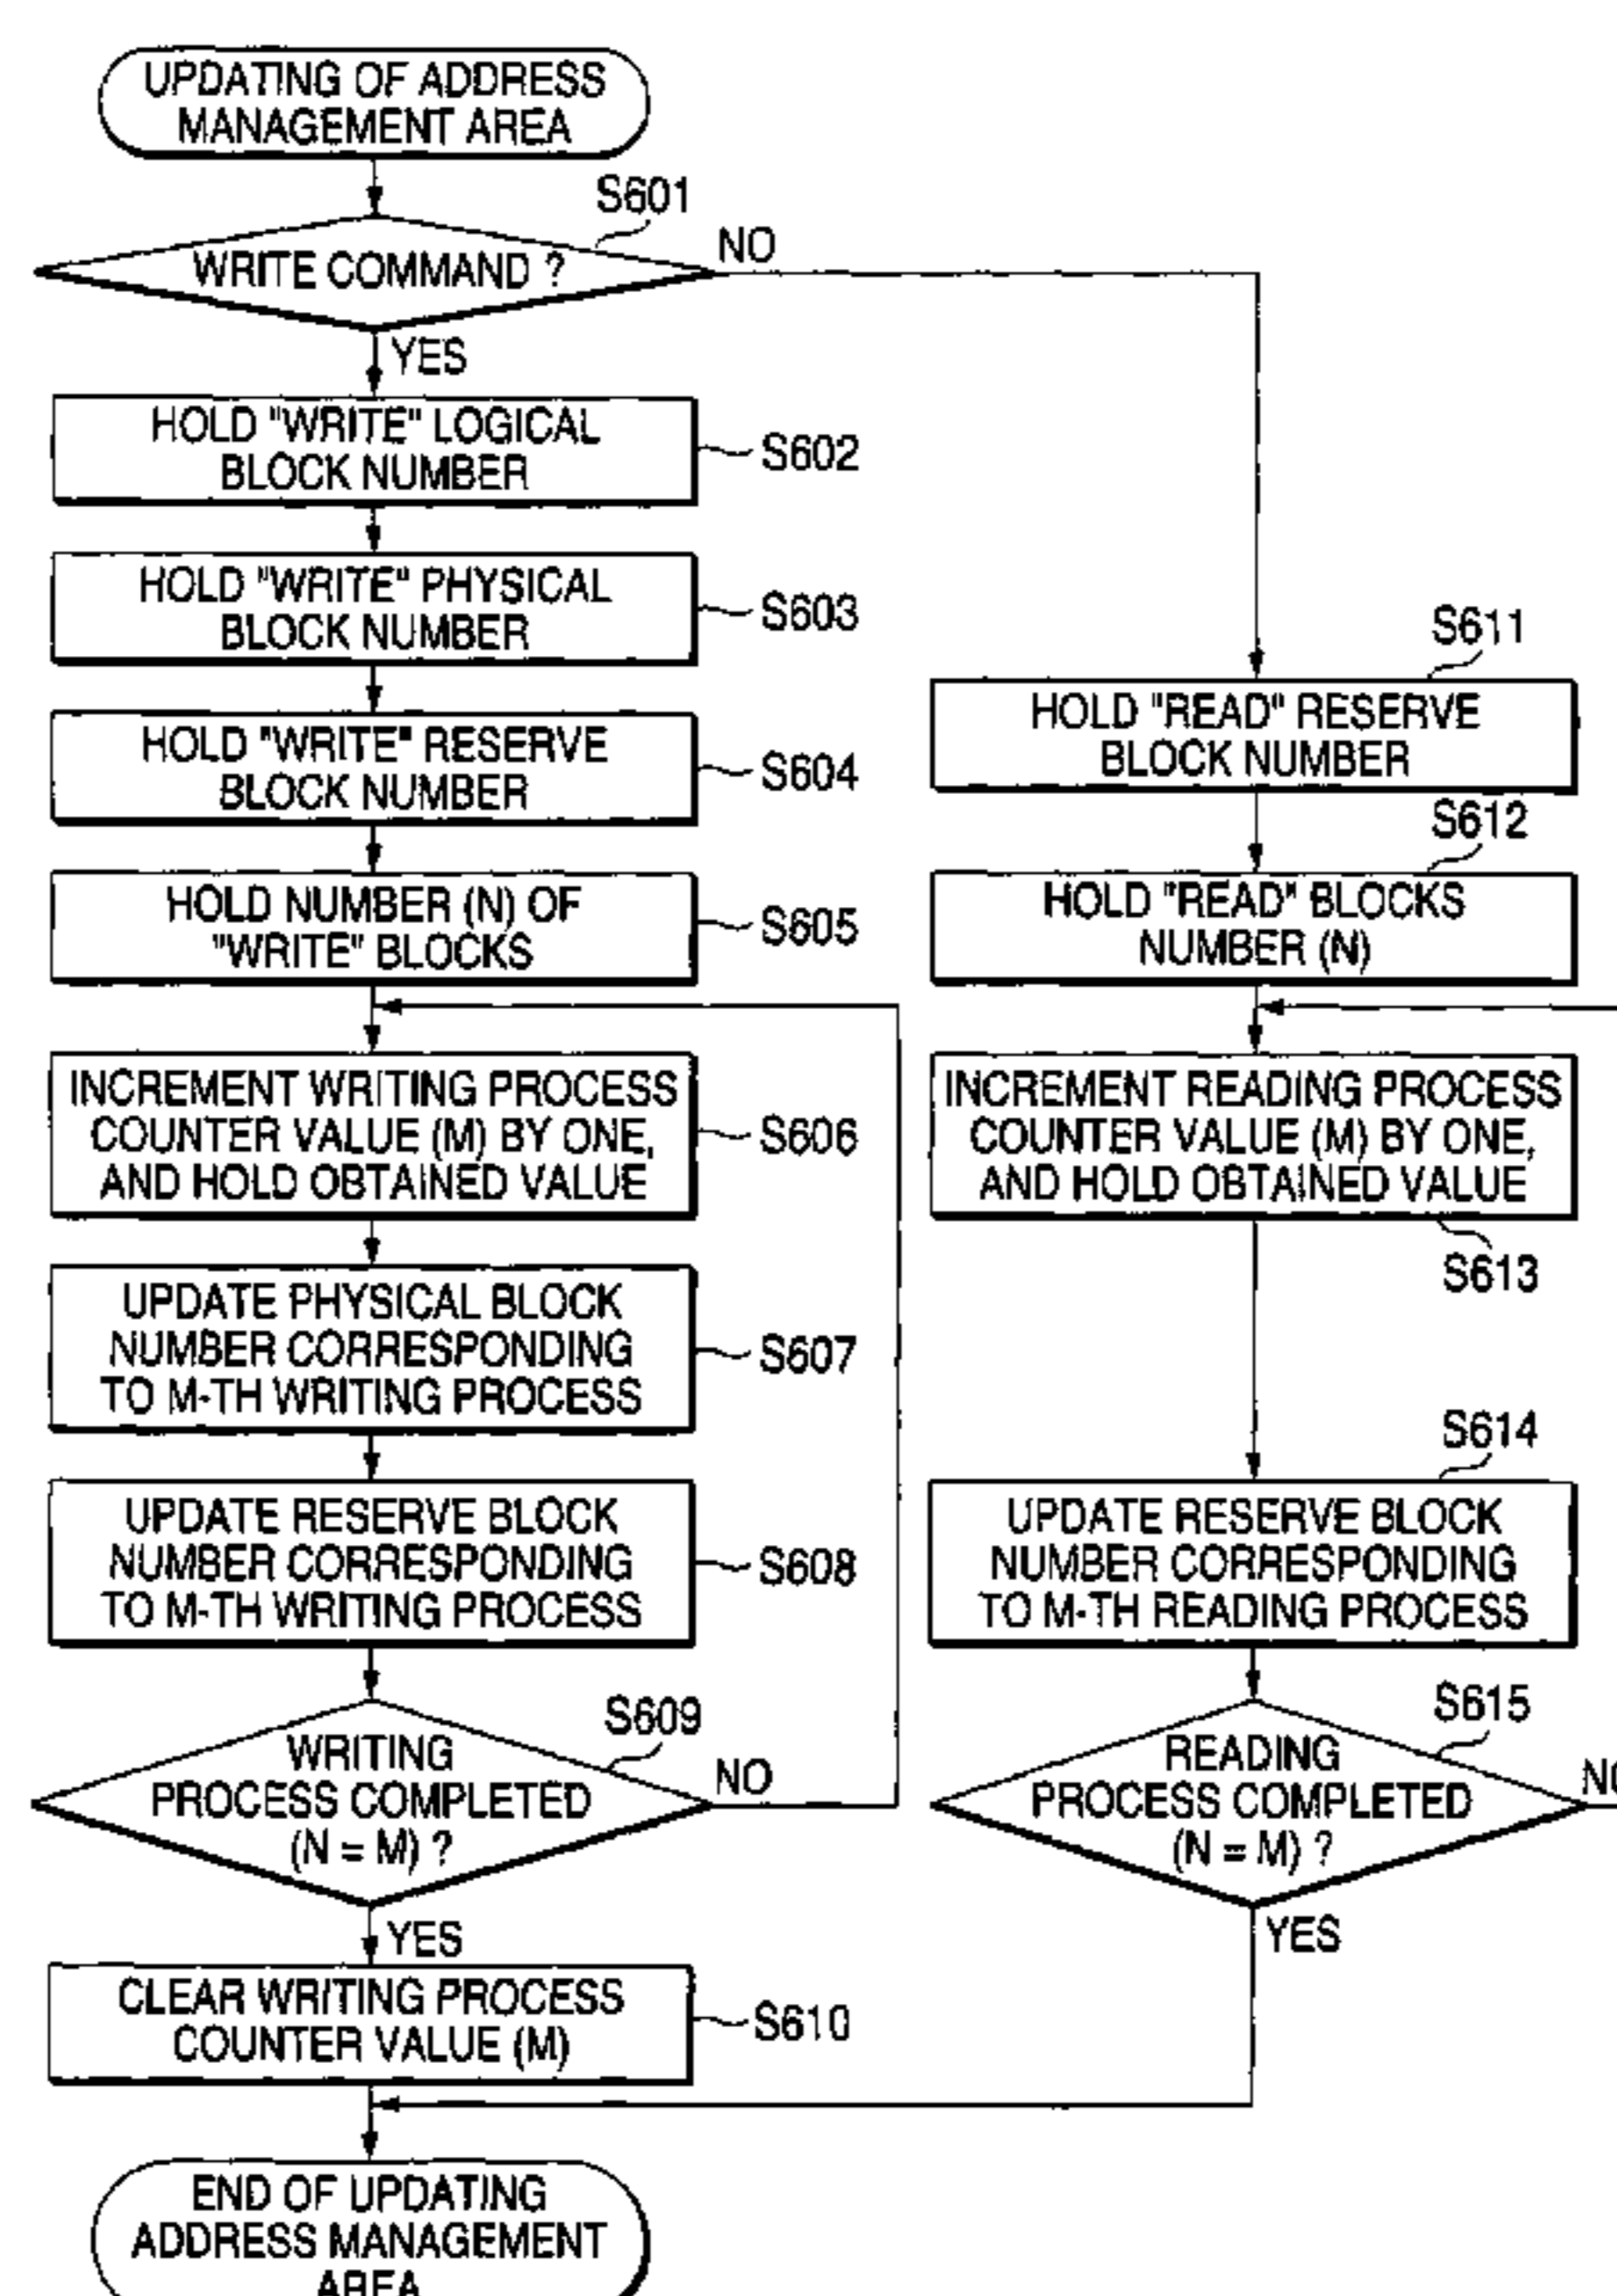 UPDATING OF ADDRESS
MANAGEMENT AREA
S601
WRITE COMMAND ?
NO
YES
HOLD "WRITE" LOGICAL
BLOCK NUMBER
S602
HOLD "WRITE" PHYSICAL
BLOCK NUMBER
S603
HOLD "WRITE" RESERVE
BLOCK NUMBER
S604
HOLD NUMBER (N) OF
"WRITE" BLOCKS
S605
INCREMENT WRITING PROCESS
COUNTER VALUE (M) BY ONE,
AND HOLD OBTAINED VALUE
S606
UPDATE PHYSICAL BLOCK
NUMBER CORRESPONDING
TO M-TH WRITING PROCESS
S607
UPDATE RESERVE BLOCK
NUMBER CORRESPONDING
TO M-TH WRITING PROCESS
S608
S609
WRITING
PROCESS COMPLETED
(N = M) ?
NO
YES
CLEAR WRITING PROCESS
COUNTER VALUE (M)
S610
S611
HOLD "READ" RESERVE
BLOCK NUMBER
S612
HOLD "READ" BLOCKS
NUMBER (N)
INCREMENT READING PROCESS
COUNTER VALUE (M) BY ONE,
AND HOLD OBTAINED VALUE
S613
S614
UPDATE RESERVE BLOCK
NUMBER CORRESPONDING
TO M-TH READING PROCESS
S615
READING
PROCESS COMPLETED
(N = M) ?
NO
YES
END OF UPDATING
ADDRESS MANAGEMENT
AREA